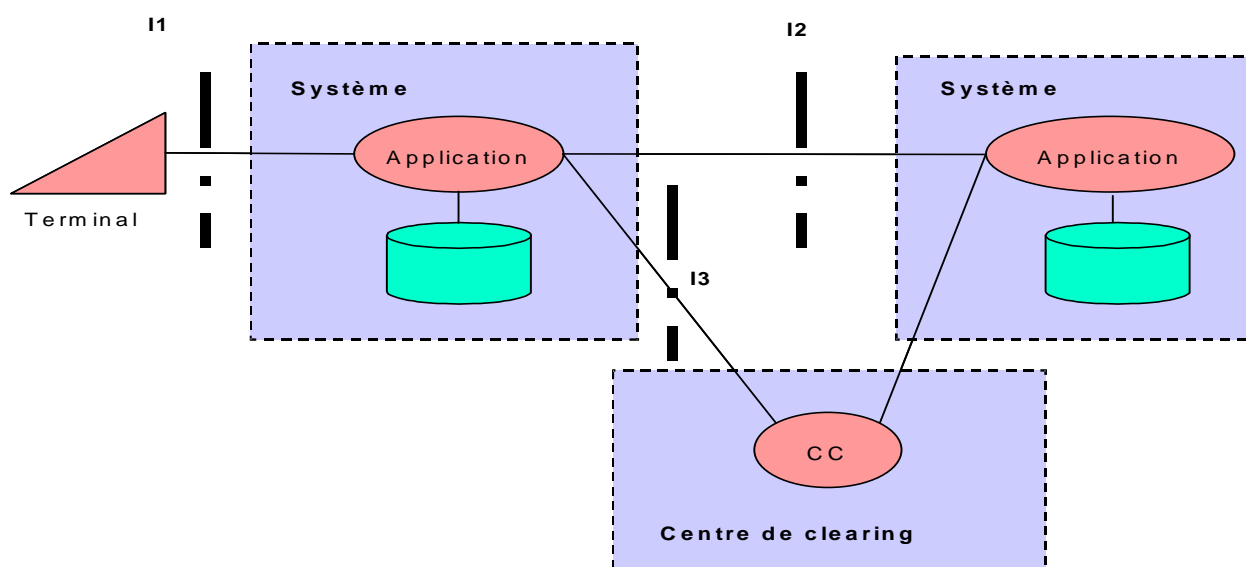 I1
I2
Système
Système
Application
Application
Terminal
I3
CC
Centre de clearing